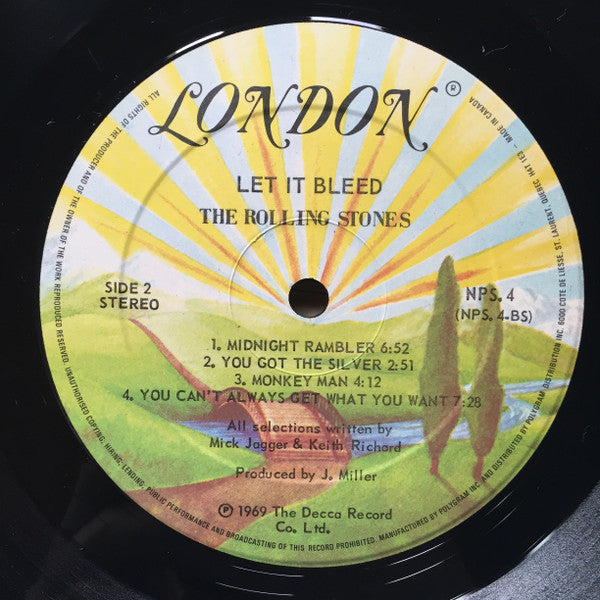 LONDON®
LET IT BLEED
THE ROLLING STONES
SIDE 2
STEREO
NPS. 4
(NPS. 4-BS)
1. MIDNIGHT RAMBLER 6:52
2. YOU GOT THE SILVER 2:51
3. MONKEY MAN 4:12
4. YOU CAN'T ALWAYS GET WHAT YOU WANT 7:28
All selections written by
Mick Jagger & Keith Richard
Produced by J. Miller
℗ 1969 The Decca Record
Co. Ltd.
ALL RIGHTS OF THE PRODUCER AND OF THE OWNER OF THE WORK REPRODUCED RESERVED. UNAUTHORISED COPYING, HIRING, LENDING, PUBLIC PERFORMANCE AND BROADCASTING OF THIS RECORD PROHIBITED. MANUFACTURED BY POLYGRAM INC. AND DISTRIBUTED BY POLYGRAM DISTRIBUTION INC. 6000 COTE DE LIESSE, ST. LAURENT, QUEBEC, H4T 1E3 – MADE IN CANADA